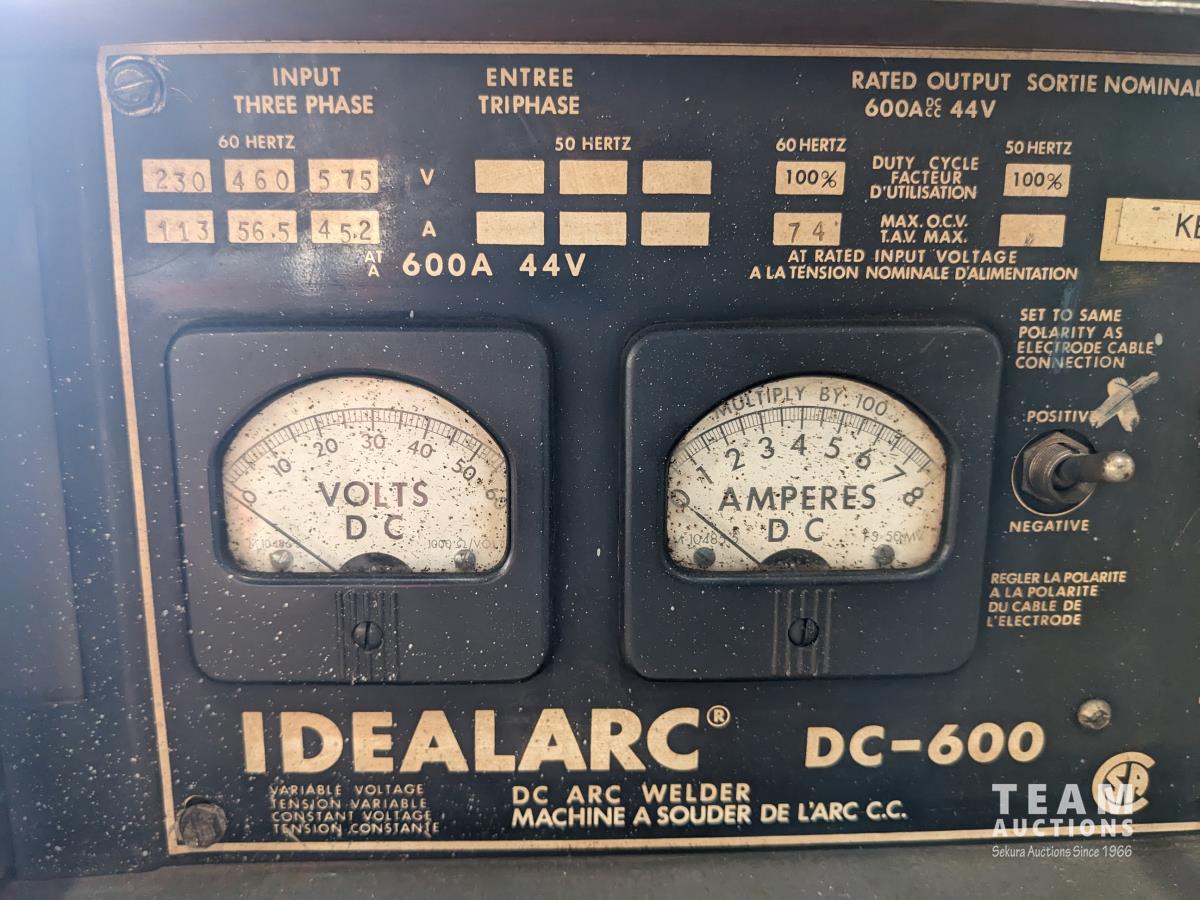 INPUT
THREE PHASE
ENTREE
TRIPHASE
RATED OUTPUT SORTIE NOMINAL
600A DC CC 44V
60 HERTZ
50 HERTZ
60 HERTZ
50 HERTZ
230 460 575 V
100%
DUTY CYCLE
FACTEUR
D'UTILISATION
100%
113 56.5 45.2 A
74
MAX. O.C.V.
T.A.V. MAX.
AT
A
600A 44V
AT RATED INPUT VOLTAGE
A LA TENSION NOMINALE D'ALIMENTATION
SET TO SAME
POLARITY AS
ELECTRODE CABLE
CONNECTION
POSITIVE
NEGATIVE
REGLER LA POLARITE
A LA POLARITE
DU CABLE DE
L'ELECTRODE
0 10 20 30 40 50 60
VOLTS
DC
MULTIPLY BY 100
0 1 2 3 4 5 6 7 8
AMPERES
DC
IDEALARC®
DC-600
VARIABLE VOLTAGE
TENSION VARIABLE
CONSTANT VOLTAGE
TENSION CONSTANTE
DC ARC WELDER
MACHINE A SOUDER DE L'ARC C.C.
TEAM
AUCTIONS
Sekura Auctions Since 1966